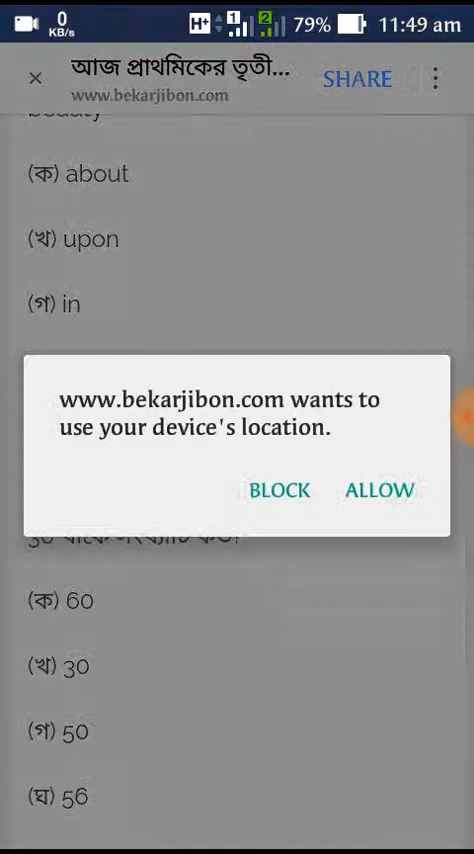 0
KB/s
H+
1
2
79%
11:49 am
আজ প্রাথমিকের তৃতী...
www.bekarjibon.com
SHARE
beauty
(ক) about
(খ) upon
(গ) in
www.bekarjibon.com wants to
use your device's location.
BLOCK
ALLOW
(ক) 60
(খ) 30
(গ) 50
(ঘ) 56